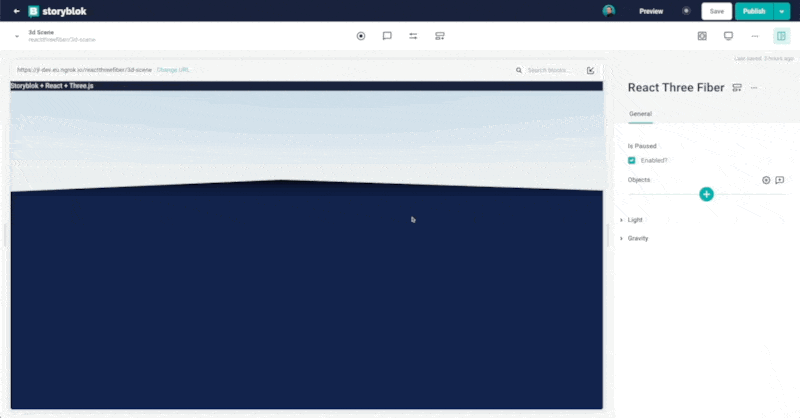 storyblok
Preview
Save
Publish
3d Scene
reactthreefiber/3d-scene
Last saved: 3 hours ago
https://jf-dev.eu.ngrok.io/reactthreefiber/3d-scene Change URL
Search blocks...
Storyblok + React + Three.js
React Three Fiber
General
Is Paused
Enabled?
Objects
Light
Gravity